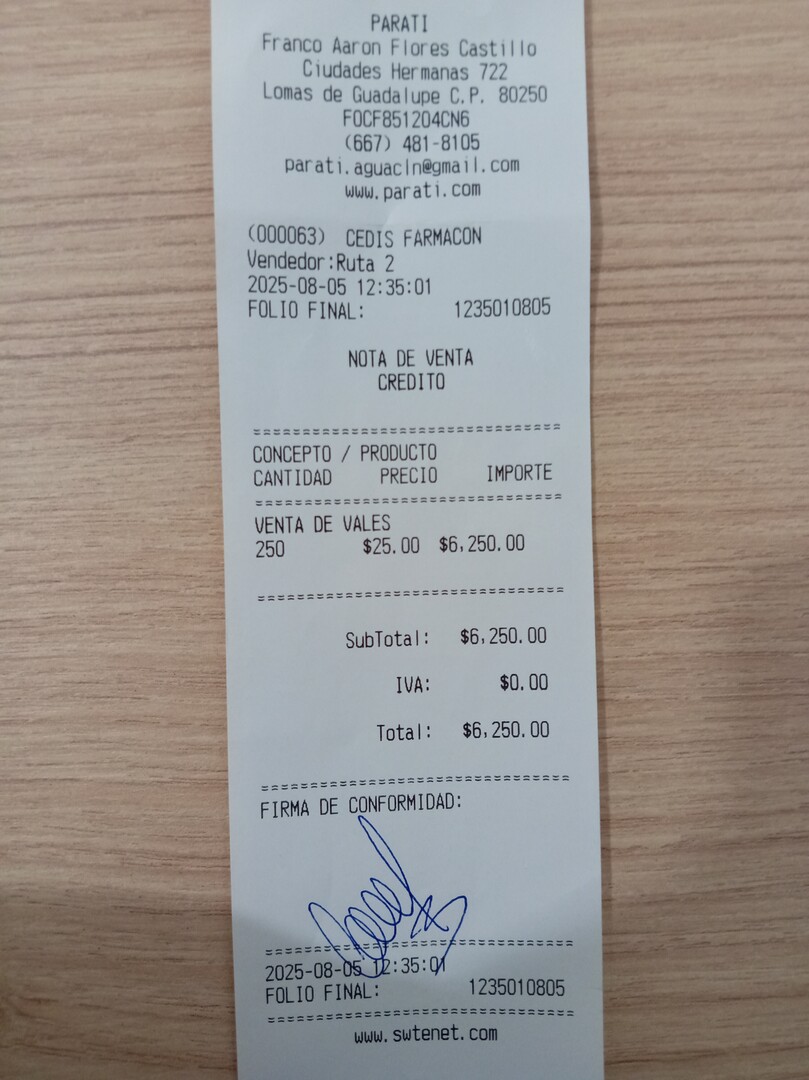 PARATI
Franco Aaron Flores Castillo
Ciudades Hermanas 722
Lomas de Guadalupe C.P. 80250
FOCF851204CN6
(667) 481-8105
parati.aguacln@gmail.com
www.parati.com
(000063) CEDIS FARMACON
Vendedor:Ruta 2
2025-08-05 12:35:01
FOLIO FINAL: 1235010805
NOTA DE VENTA
CREDITO
===============================
CONCEPTO / PRODUCTO
CANTIDAD PRECIO IMPORTE
===============================
VENTA DE VALES
250 $25.00 $6,250.00
===============================
SubTotal: $6,250.00
IVA: $0.00
Total: $6,250.00
===============================
FIRMA DE CONFORMIDAD:
===============================
2025-08-05 12:35:01
FOLIO FINAL: 1235010805
===============================
www.swtenet.com